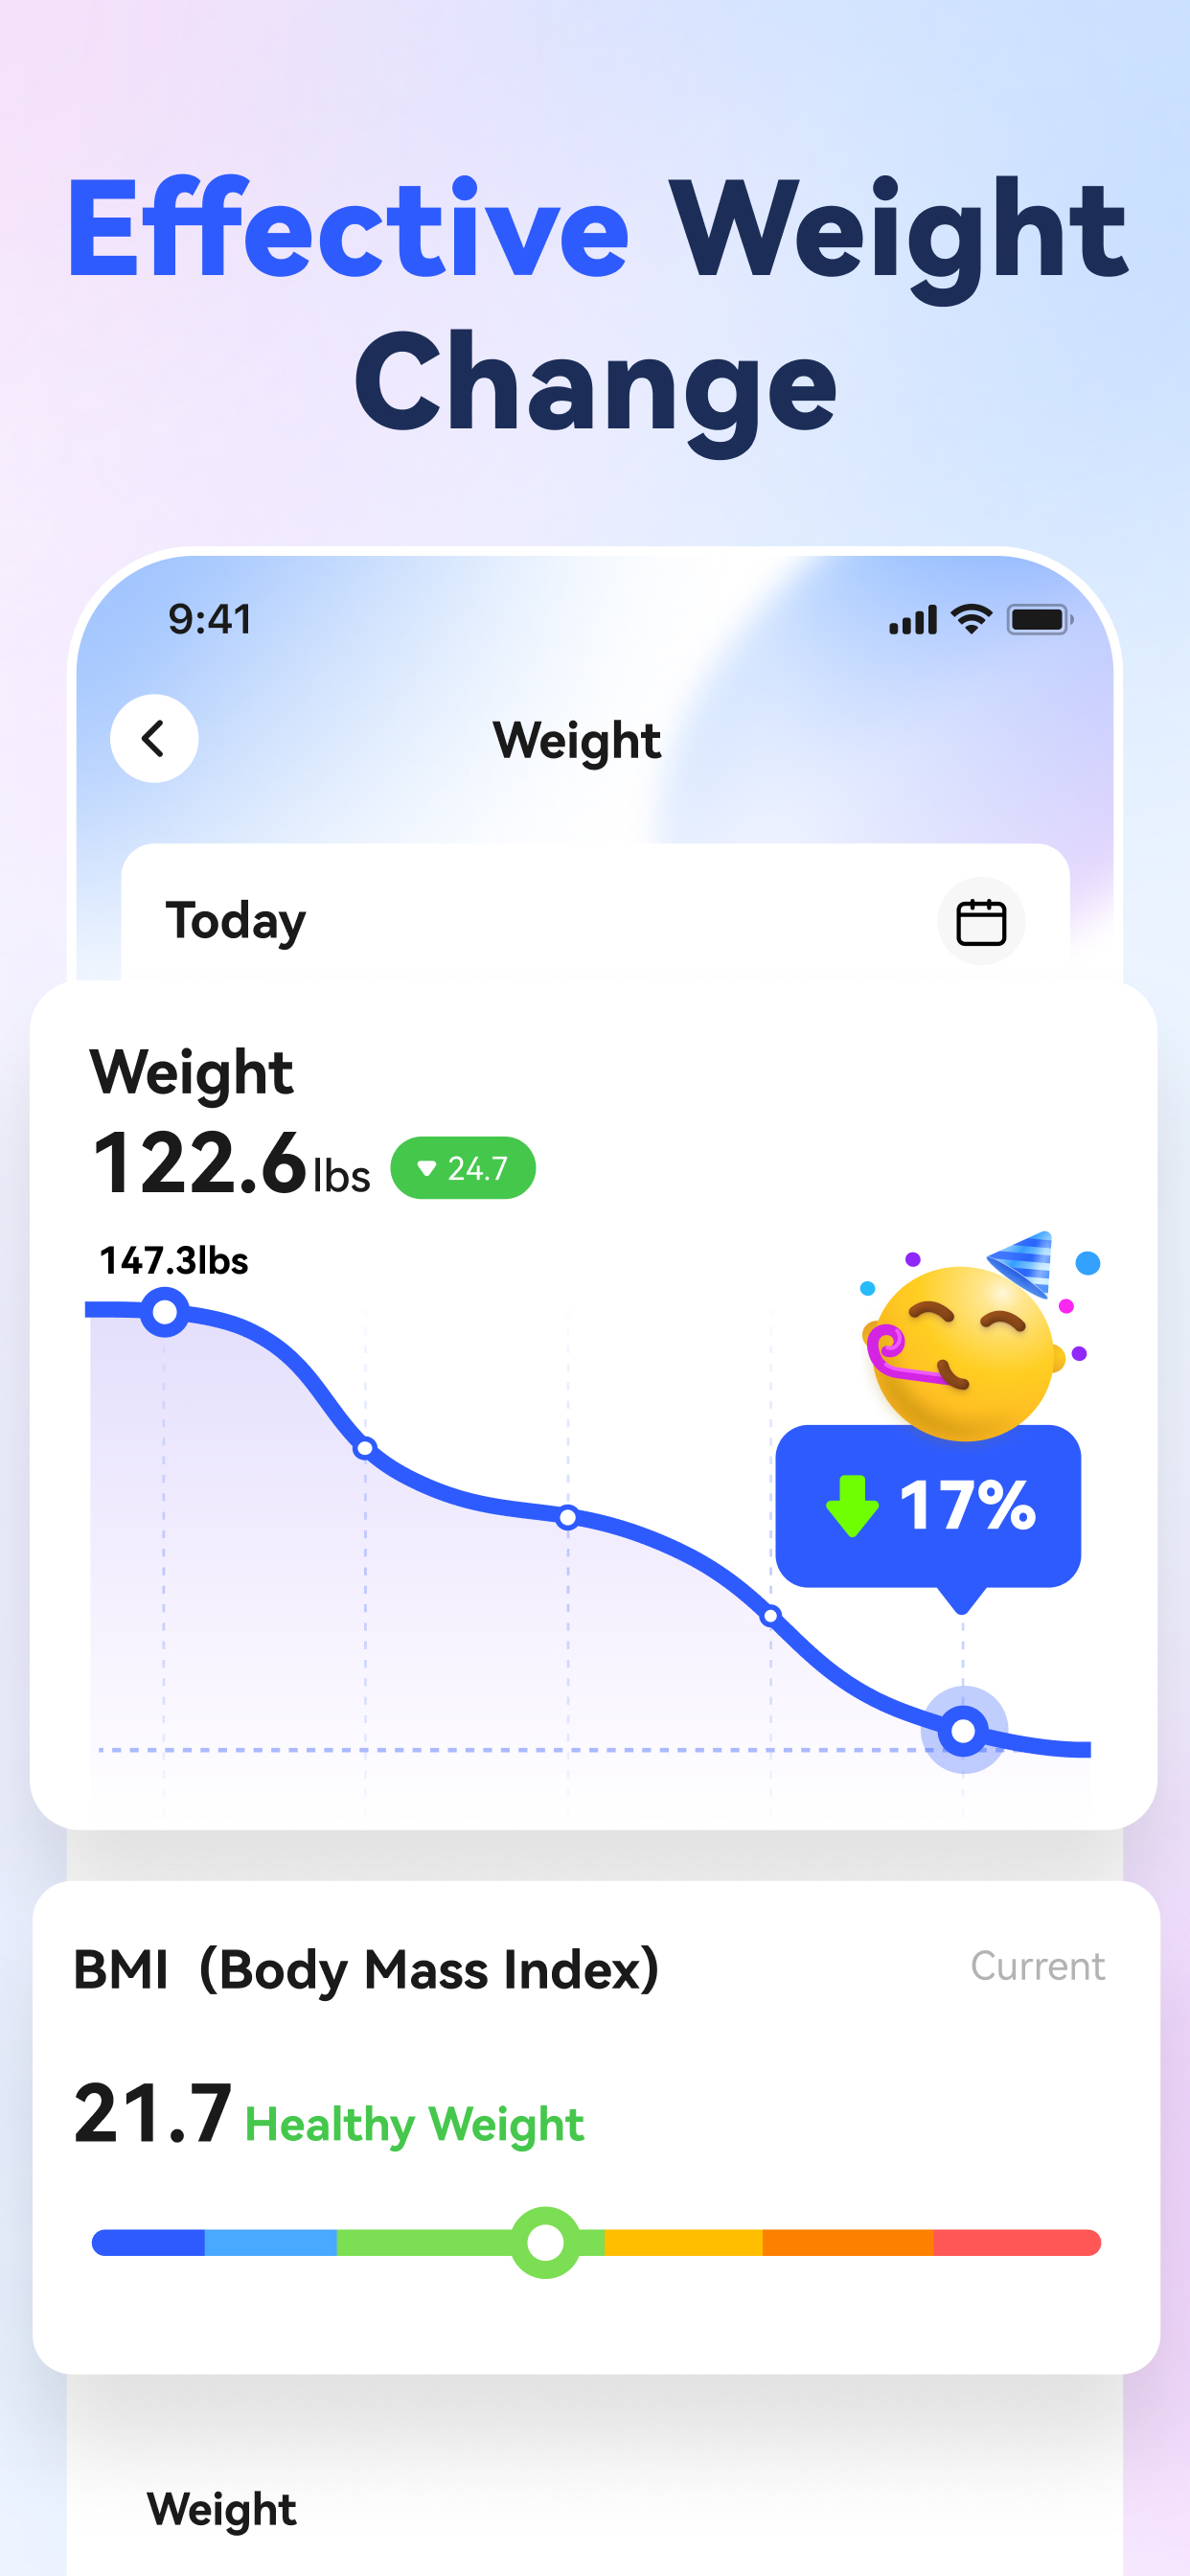 Effective Weight
Change
9:41
Weight
Today
Weight
122.6lbs 24.7
147.3lbs
17%
BMI (Body Mass Index) Current
21.7 Healthy Weight
Weight